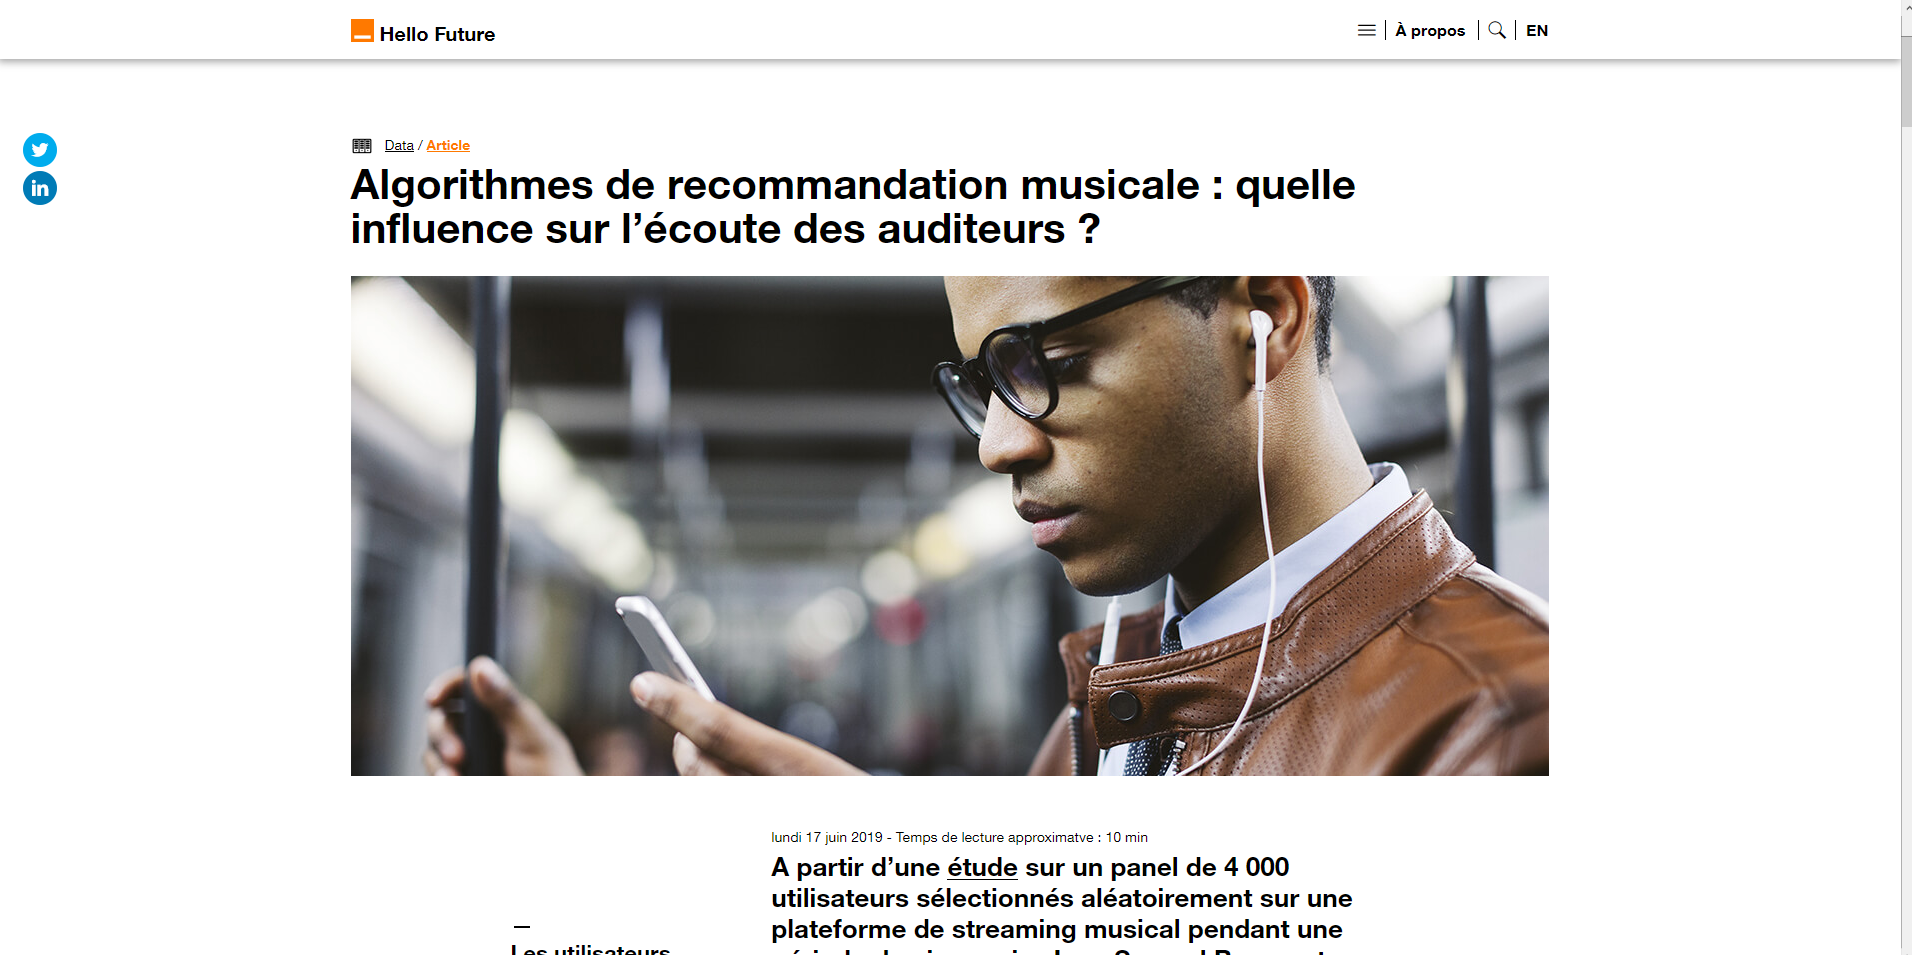 Hello Future
À propos
EN
Data / Article
Algorithmes de recommandation musicale : quelle
influence sur l’écoute des auditeurs ?
lundi 17 juin 2019 - Temps de lecture approximatve : 10 min
A partir d’une étude sur un panel de 4 000
utilisateurs sélectionnés aléatoirement sur une
plateforme de streaming musical pendant une
Les utilisateurs